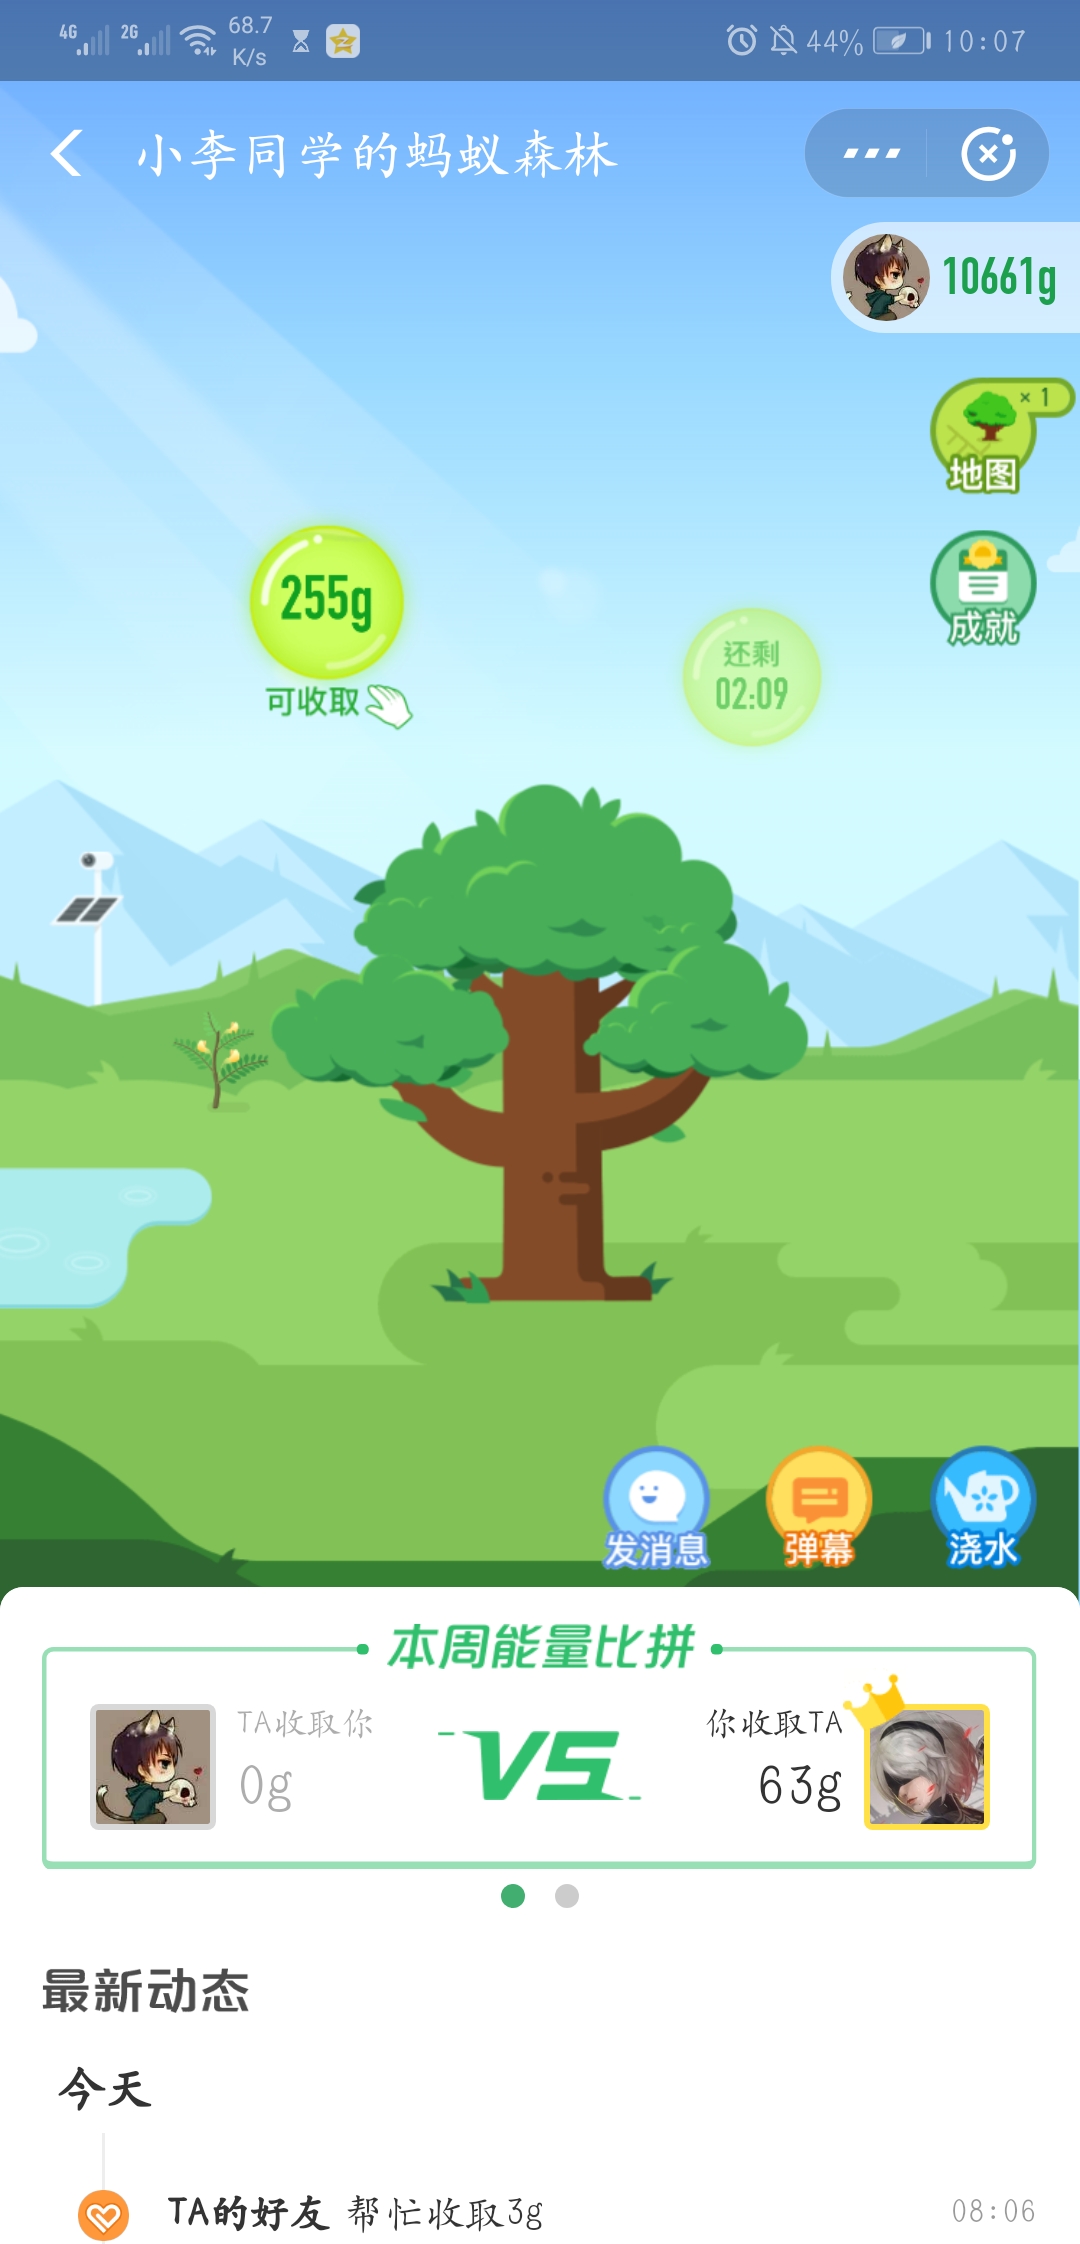 4G 2G 68.7 K/s 44% 10:07
小李同学的蚂蚁森林
10661g
× 1
地图
255g
可收取
还剩
02:09
成就
发消息 弹幕 浇水
本周能量比拼
TA收取你
0g
VS
你收取TA
63g
最新动态
今天
TA的好友 帮忙收取3g 08:06